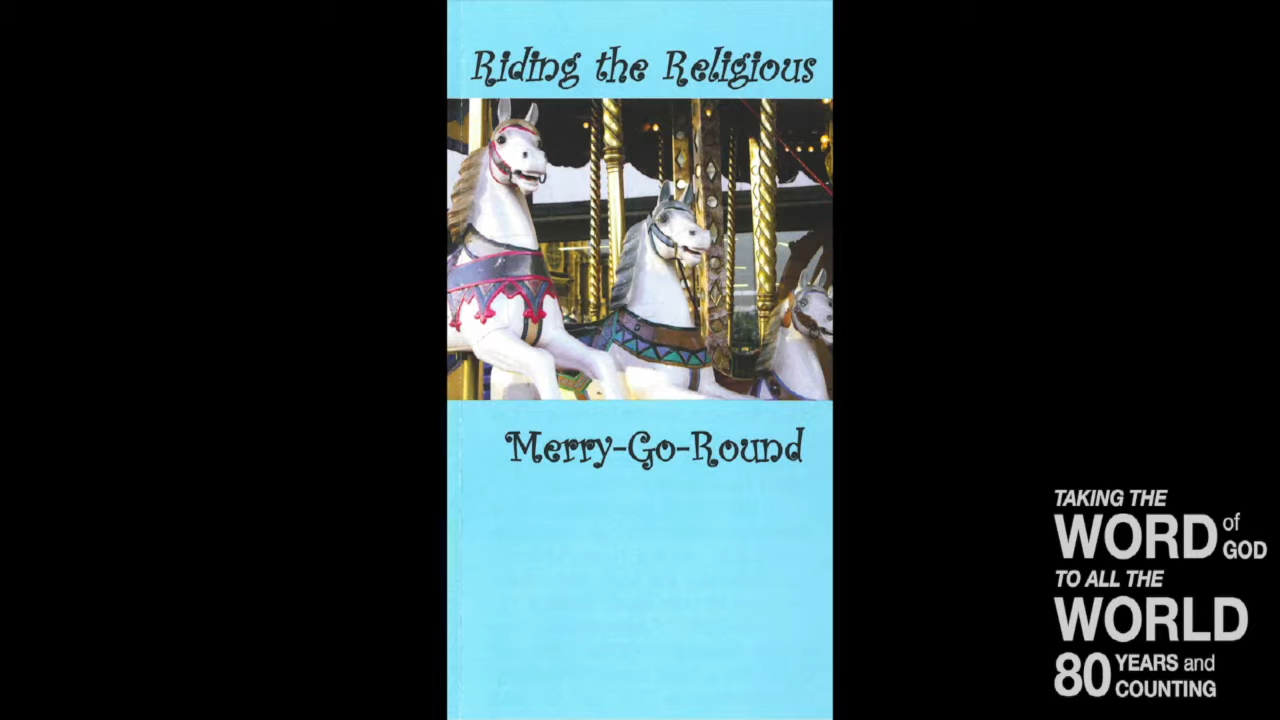 Riding the Religious
Merry-Go-Round
TAKING THE
WORD of GOD
TO ALL THE
WORLD
80 YEARS and
COUNTING